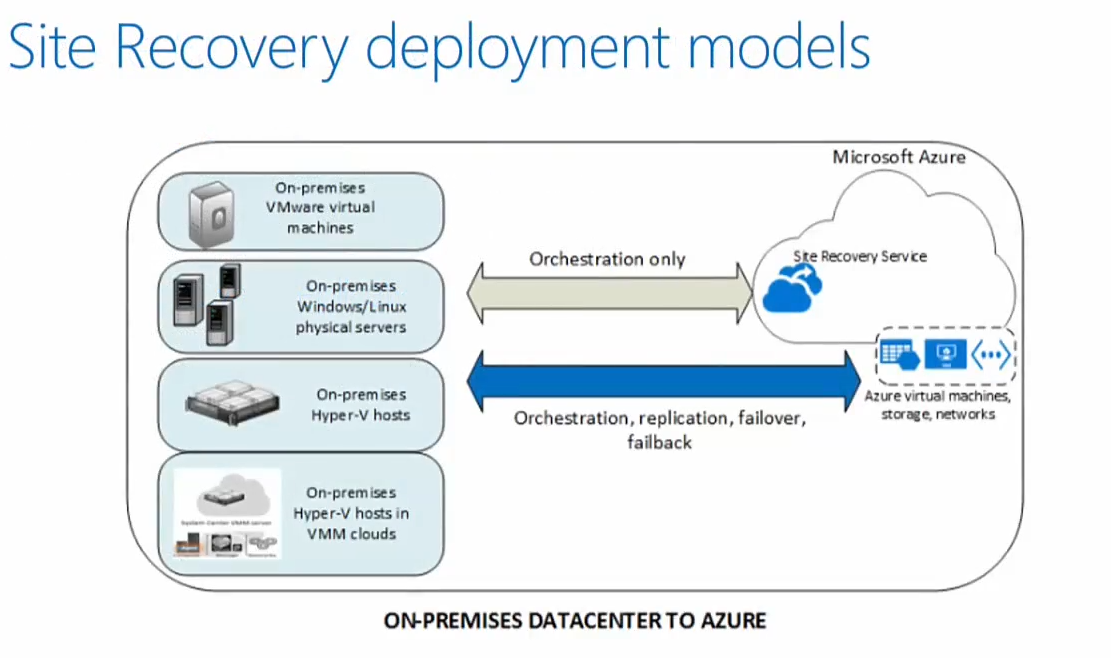 Site Recovery deployment models
Microsoft Azure
On-premises
VMware virtual
machines
On-premises
Windows/Linux
physical servers
On-premises
Hyper-V hosts
System Center VMM server
On-premises
Hyper-V hosts in
VMM clouds
Orchestration only
Site Recovery Service
Orchestration, replication, failover,
failback
Azure virtual machines,
storage, networks
ON-PREMISES DATACENTER TO AZURE